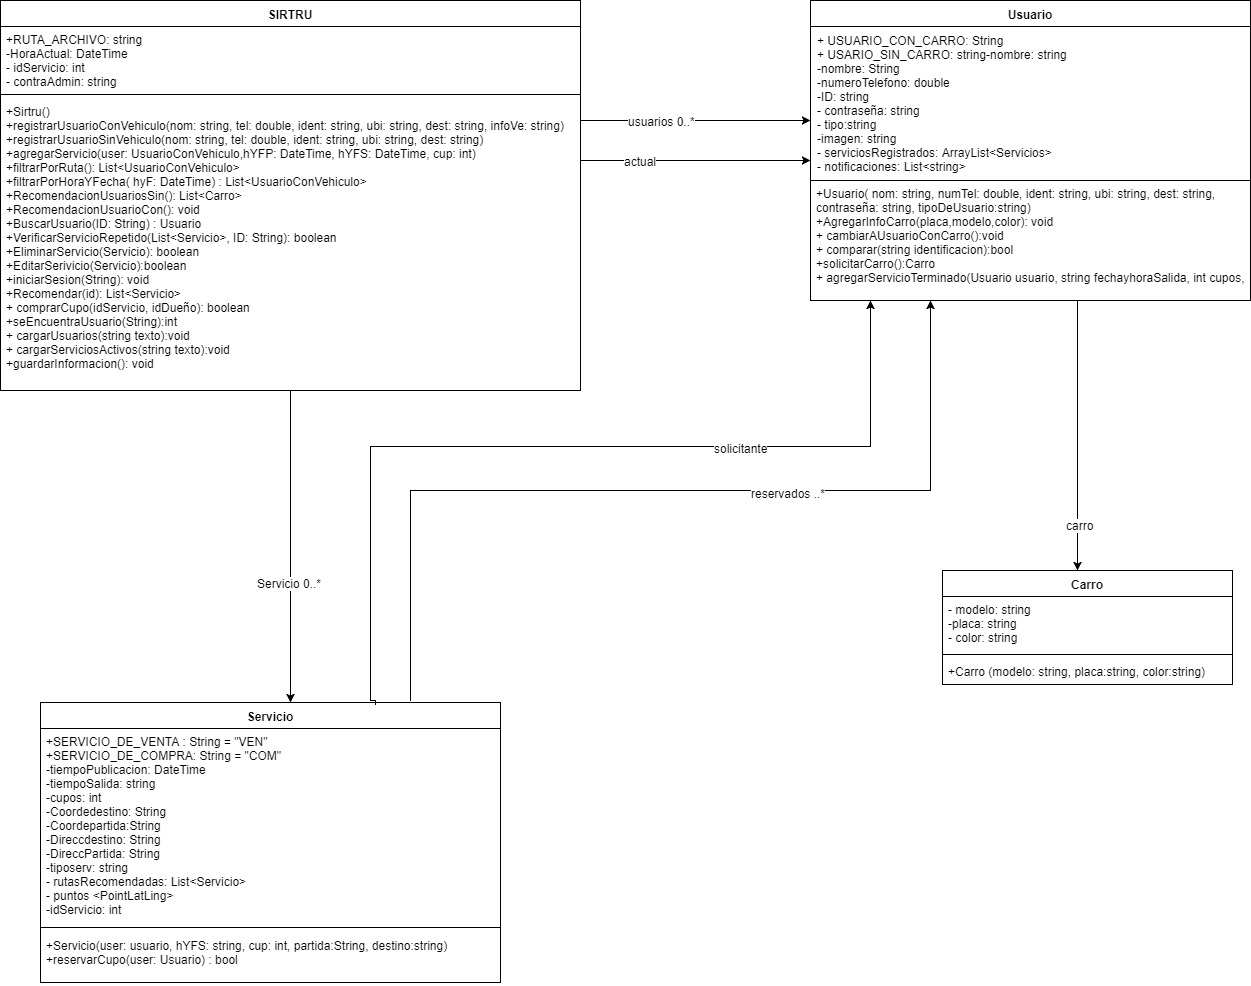 SIRTRU
+RUTA_ARCHIVO: string
-HoraActual: DateTime
- idServicio: int
- contraAdmin: string
+Sirtru()
+registrarUsuarioConVehiculo(nom: string, tel: double, ident: string, ubi: string, dest: string, infoVe: string)
+registrarUsuarioSinVehiculo(nom: string, tel: double, ident: string, ubi: string, dest: string)
+agregarServicio(user: UsuarioConVehiculo,hYFP: DateTime, hYFS: DateTime, cup: int)
+filtrarPorRuta(): List<UsuarioConVehiculo>
+filtrarPorHoraYFecha( hyF: DateTime) : List<UsuarioConVehiculo>
+RecomendacionUsuariosSin(): List<Carro>
+RecomendacionUsuarioCon(): void
+BuscarUsuario(ID: String) : Usuario
+VerificarServicioRepetido(List<Servicio>, ID: String): boolean
+EliminarServicio(Servicio): boolean
+EditarSerivicio(Servicio):boolean
+iniciarSesion(String): void
+Recomendar(id): List<Servicio>
+ comprarCupo(idServicio, idDueño): boolean
+seEncuentraUsuario(String):int
+ cargarUsuarios(string texto):void
+ cargarServiciosActivos(string texto):void
+guardarInformacion(): void
usuarios 0..*
actual
Usuario
+ USUARIO_CON_CARRO: String
+ USARIO_SIN_CARRO: string-nombre: string
-nombre: String
-numeroTelefono: double
-ID: string
- contraseña: string
- tipo:string
-imagen: string
- serviciosRegistrados: ArrayList<Servicios>
- notificaciones: List<string>
+Usuario( nom: string, numTel: double, ident: string, ubi: string, dest: string,
contraseña: string, tipoDeUsuario:string)
+AgregarInfoCarro(placa,modelo,color): void
+ cambiarAUsuarioConCarro():void
+ comparar(string identificacion):bool
+solicitarCarro():Carro
+ agregarServicioTerminado(Usuario usuario, string fechayhoraSalida, int cupos,
solicitante
reservados ..*
carro
Servicio 0..*
Carro
- modelo: string
-placa: string
- color: string
+Carro (modelo: string, placa:string, color:string)
Servicio
+SERVICIO_DE_VENTA : String = "VEN"
+SERVICIO_DE_COMPRA: String = "COM"
-tiempoPublicacion: DateTime
-tiempoSalida: string
-cupos: int
-Coordedestino: String
-Coordepartida:String
-Direccdestino: String
-DireccPartida: String
-tiposerv: string
- rutasRecomendadas: List<Servicio>
- puntos <PointLatLing>
-idServicio: int
+Servicio(user: usuario, hYFS: string, cup: int, partida:String, destino:string)
+reservarCupo(user: Usuario) : bool